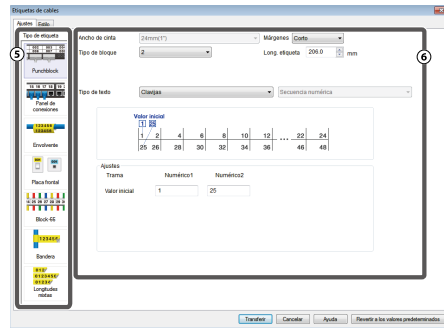 Etiquetas de cables
Ajustes Estilo
Tipo de etiqueta
Punchblock
Panel de
conexiones
Envolvente
Placa frontal
Block-66
Bandera
Longitudes
mixtas
5
Ancho de cinta 24mm(1") Márgenes Corto
Tipo de bloque 2 Long. etiqueta 206.0 mm
6
Tipo de texto Clavijas Secuencia numérica
Valor inicial
1 25
1 2 4 6 8 10 12 ... 22 24
25 26 28 30 32 34 36 46 48
Ajustes
Trama Numérico1 Numérico2
Valor inicial 1 25
Transferir Cancelar Ayuda Revertir a los valores predeterminados